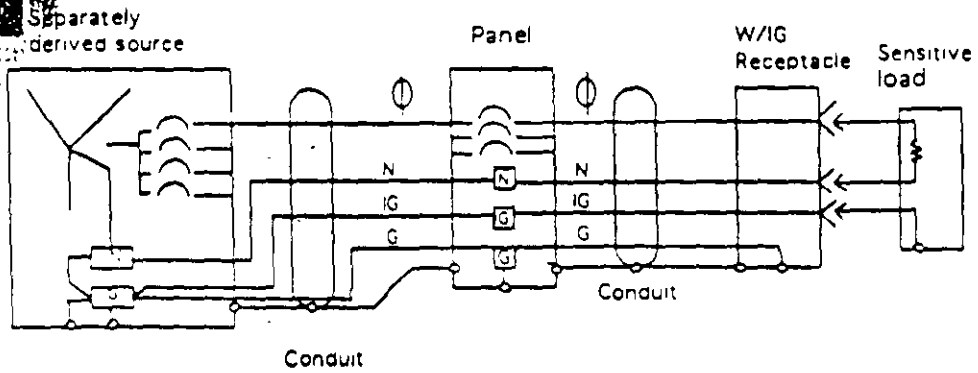 Separately
derived source
Panel
W/IG
Receptacle
Sensitive
load
ϕ
ϕ
N
N
N
IG
G
IG
G
G
G
Conduit
Conduit